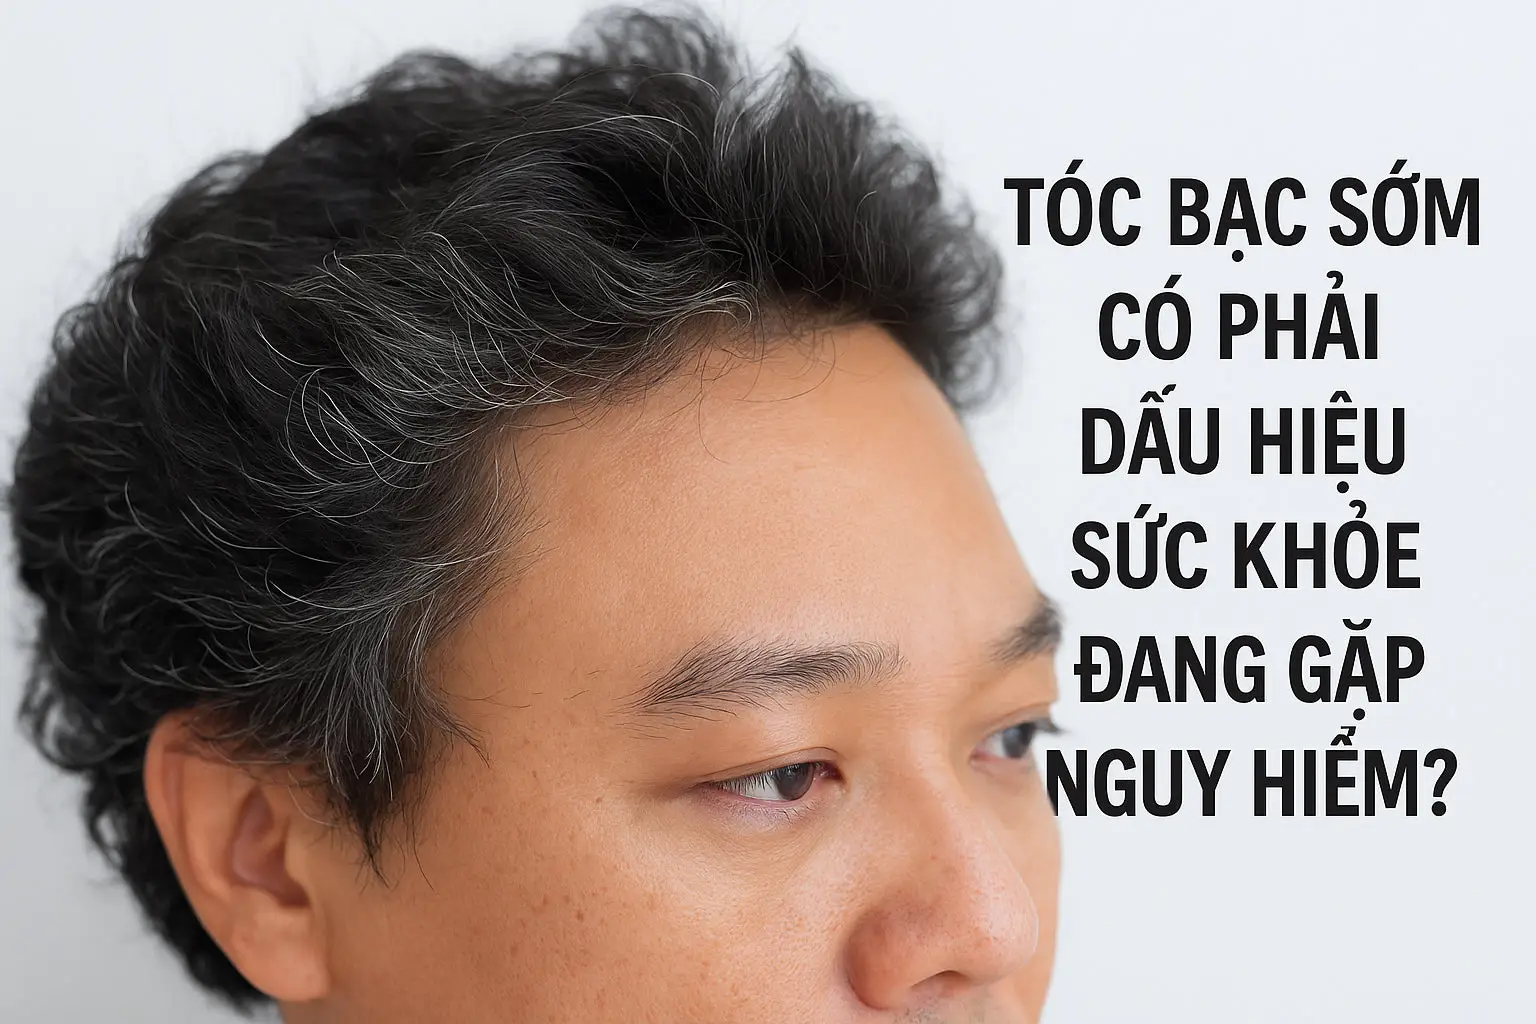 TÓC BẠC SỚM
CÓ PHẢI
DẤU HIỆU
SỨC KHỎE
ĐANG GẶP
NGUY HIỂM?